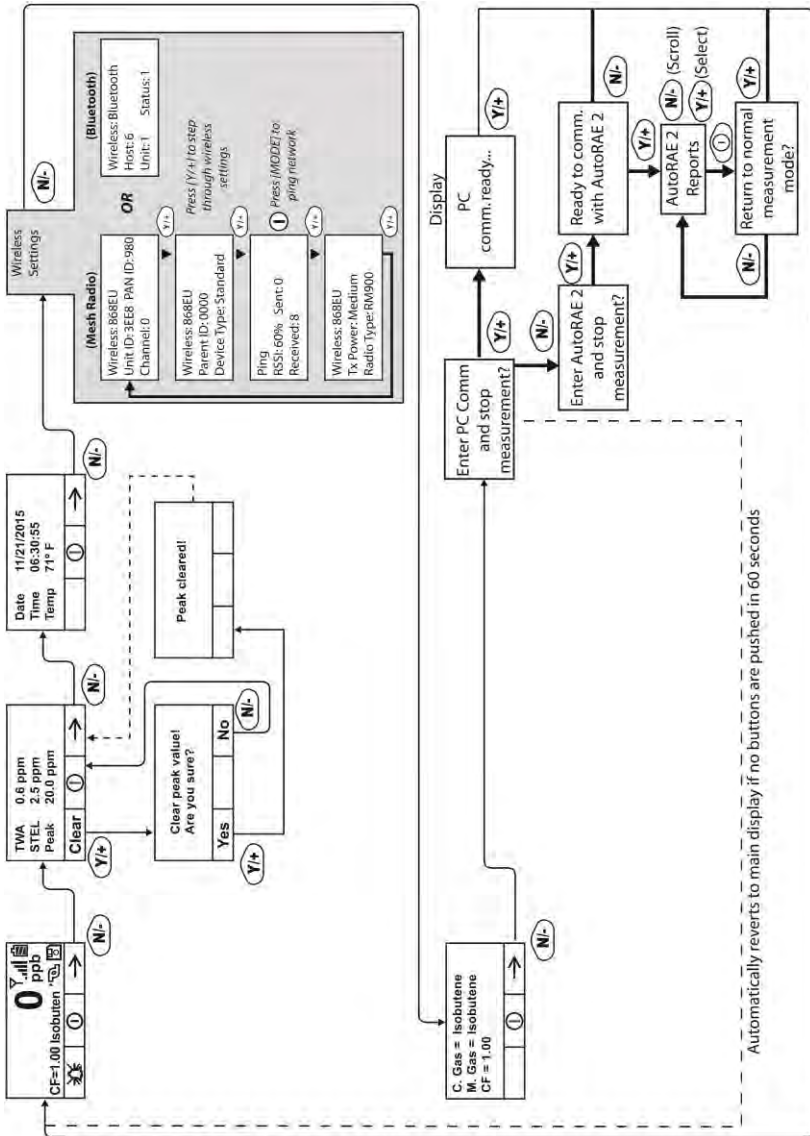 0 ppb
CF=1.00 Isobuten
N/-
TWA 0.6 ppm
STEL 2.5 ppm
Peak 20.0 ppm
Clear
Y/+
N/-
Clear peak value!
Are you sure?
Yes No
Y/+
N/-
Peak cleared!
Date 11/21/2015
Time 06:30:55
Temp 71° F
N/-
Wireless
Settings
N/-
(Mesh Radio)
Wireless: 868EU
Unit ID: 3EE8 PAN ID: 980
Channel: 0
Y/+
Wireless: 868EU
Parent ID: 0000
Device Type: Standard
Y/+
Ping
RSSI: 60% Sent: 0
Received: 8
Y/+
Wireless: 868EU
Tx Power: Medium
Radio Type: RM900
Y/+
OR
(Bluetooth)
Wireless: Bluetooth
Host: 6
Unit: 1 Status: 1
Press [Y/+] to step
through wireless
settings
Press [MODE] to
ping network
C. Gas = Isobutene
M. Gas = Isobutene
CF = 1.00
N/-
Enter PC Comm
and stop
measurement?
Y/+
N/-
Display
PC
comm. ready...
Y/+
Enter AutoRAE 2
and stop
measurement?
Y/+
Ready to comm.
with AutoRAE 2
N/-
Y/+
AutoRAE 2
Reports
N/- (Scroll)
Y/+ (Select)
Return to normal
measurement
mode?
N/-
Y/+
Automatically reverts to main display if no buttons are pushed in 60 seconds